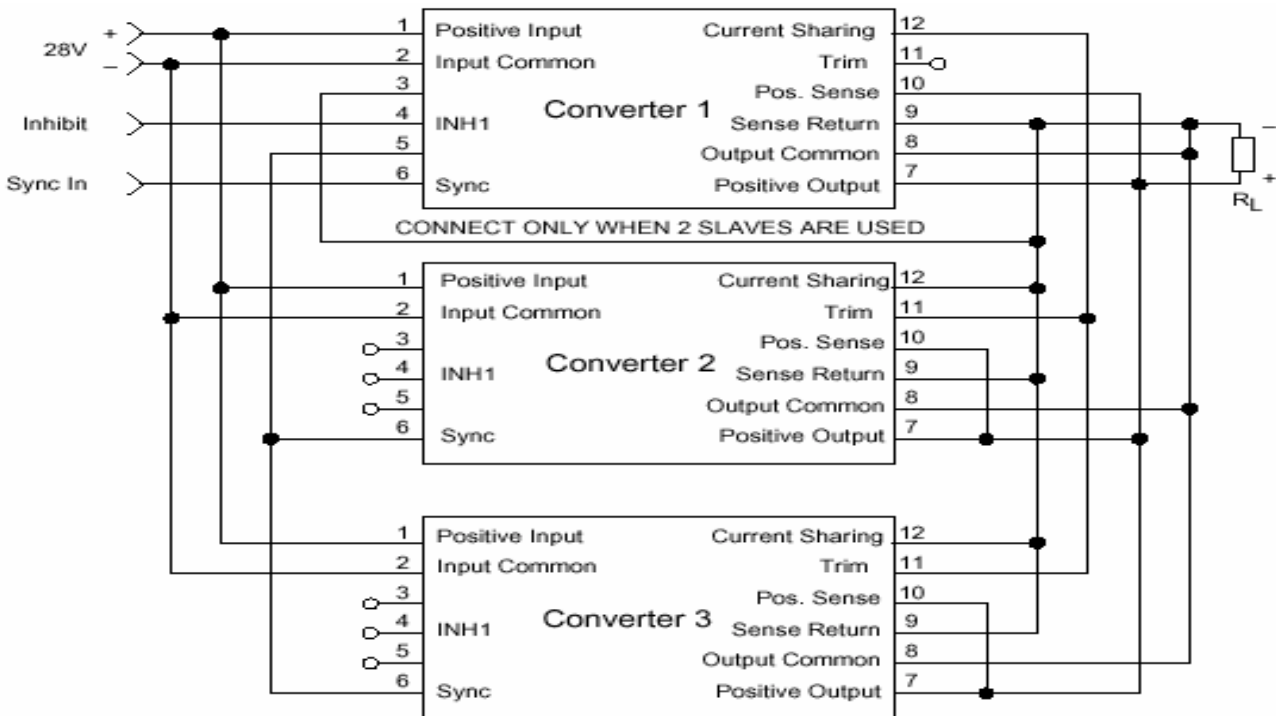 28V
+
–
Inhibit
Sync In
1 Positive Input Current Sharing 12
2 Input Common Trim 11
3 Pos. Sense 10
Converter 1
4 INH1 Sense Return 9
5 Output Common 8
6 Sync Positive Output 7
–
+
RL
CONNECT ONLY WHEN 2 SLAVES ARE USED
1 Positive Input Current Sharing 12
2 Input Common Trim 11
3 Pos. Sense 10
Converter 2
4 INH1 Sense Return 9
5 Output Common 8
6 Sync Positive Output 7
1 Positive Input Current Sharing 12
2 Input Common Trim 11
3 Pos. Sense 10
Converter 3
4 INH1 Sense Return 9
5 Output Common 8
6 Sync Positive Output 7